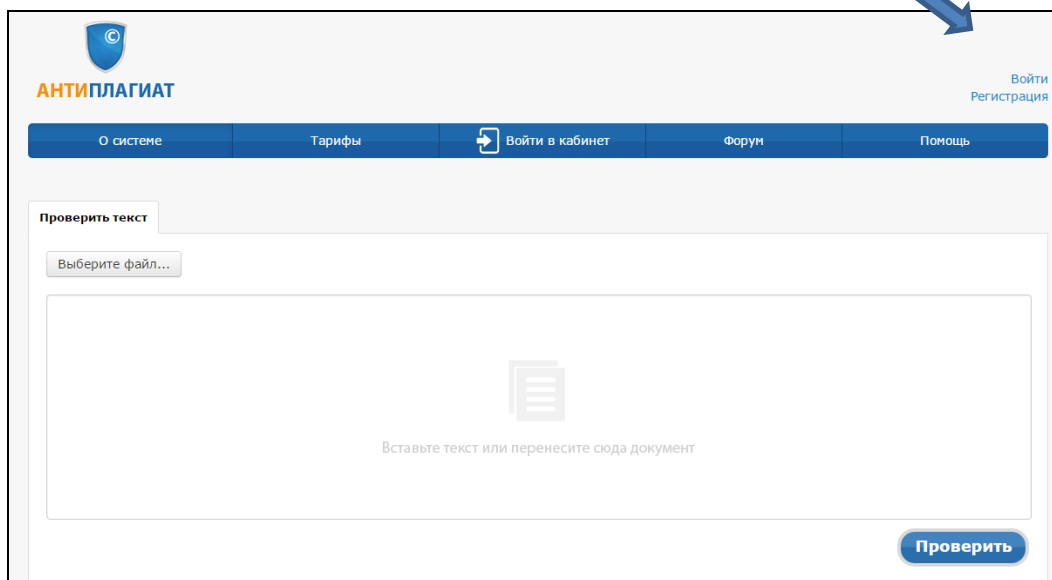 ©
АНТИПЛАГИАТ
Войти
Регистрация
О системе
Тарифы
Войти в кабинет
Форум
Помощь
Проверить текст
Выберите файл...
Вставьте текст или перенесите сюда документ
Проверить